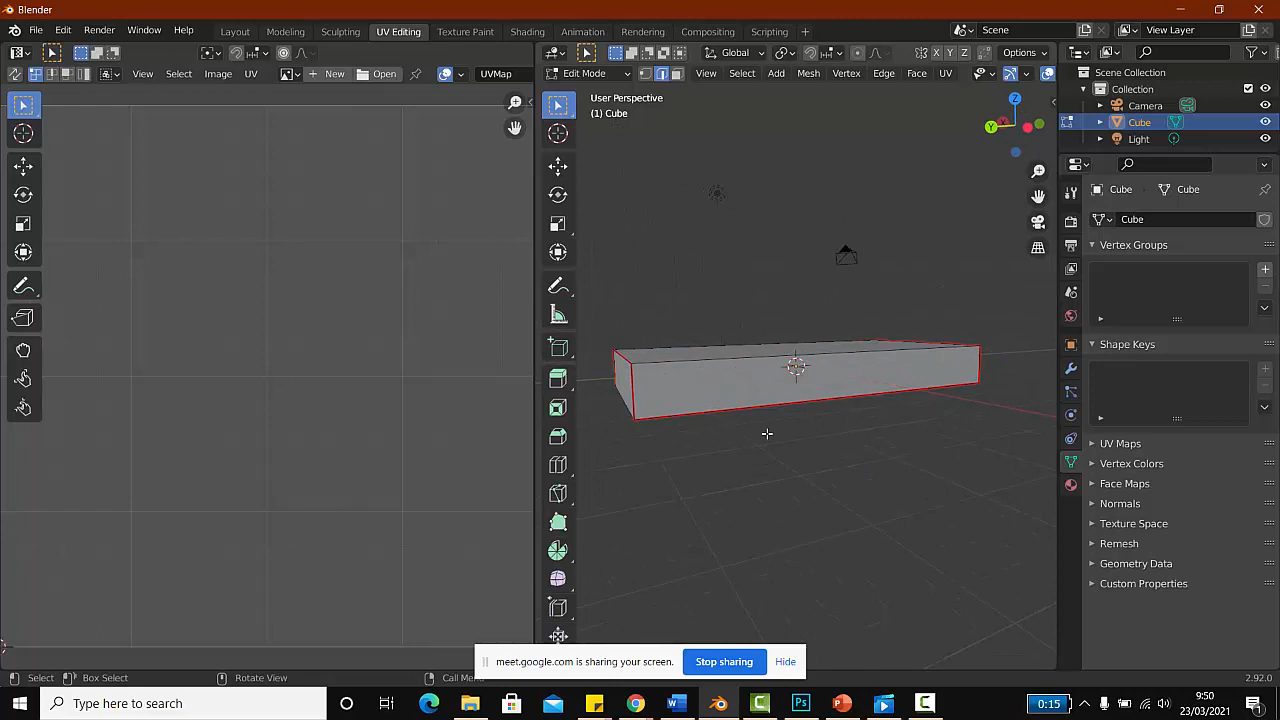 Blender
File Edit Render Window Help Layout Modeling Sculpting UV Editing Texture Paint Shading Animation Rendering Compositing Scripting + Scene View Layer
Global Options
View Select Image UV New Open UVMap
Edit Mode View Select Add Mesh Vertex Edge Face UV
User Perspective
(1) Cube
Z
Y
X Y Z
Scene Collection
Collection
Camera
Cube
Light
Cube Cube
Cube
Vertex Groups
Shape Keys
UV Maps
Vertex Colors
Face Maps
Normals
Texture Space
Remesh
Geometry Data
Custom Properties
meet.google.com is sharing your screen. Stop sharing Hide
Select Box Select Rotate View Call Menu 2.92.0
Type here to search
0:15
9:50
23/03/2021